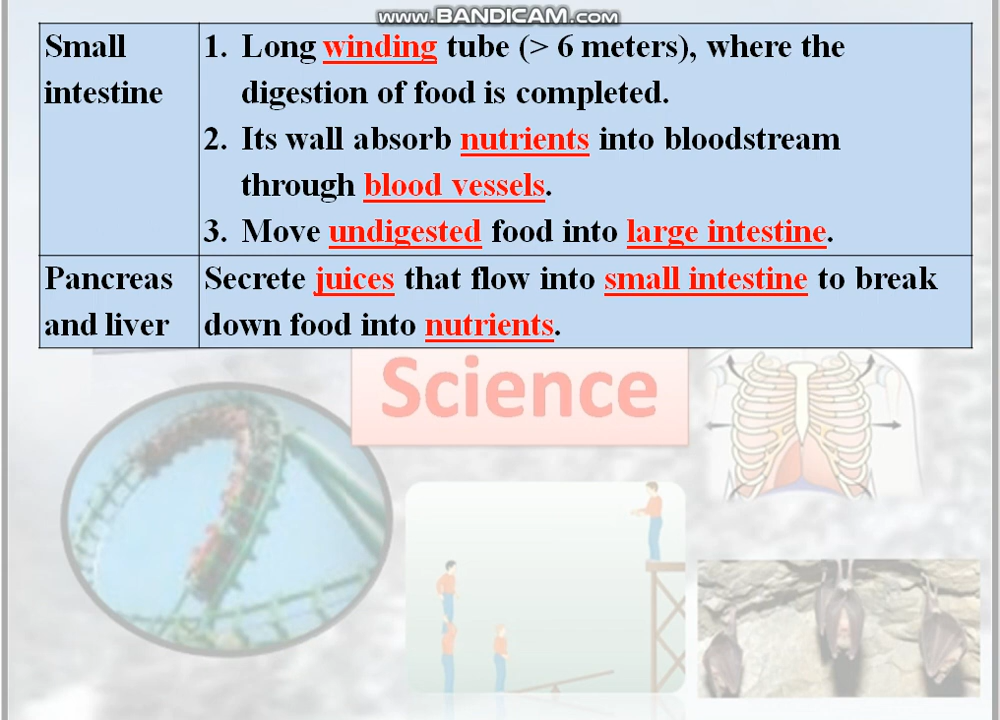 www.BANDICAM.com
Small
intestine
1. Long winding tube (> 6 meters), where the
digestion of food is completed.
2. Its wall absorb nutrients into bloodstream
through blood vessels.
3. Move undigested food into large intestine.
Pancreas
and liver
Secrete juices that flow into small intestine to break
down food into nutrients.
Science